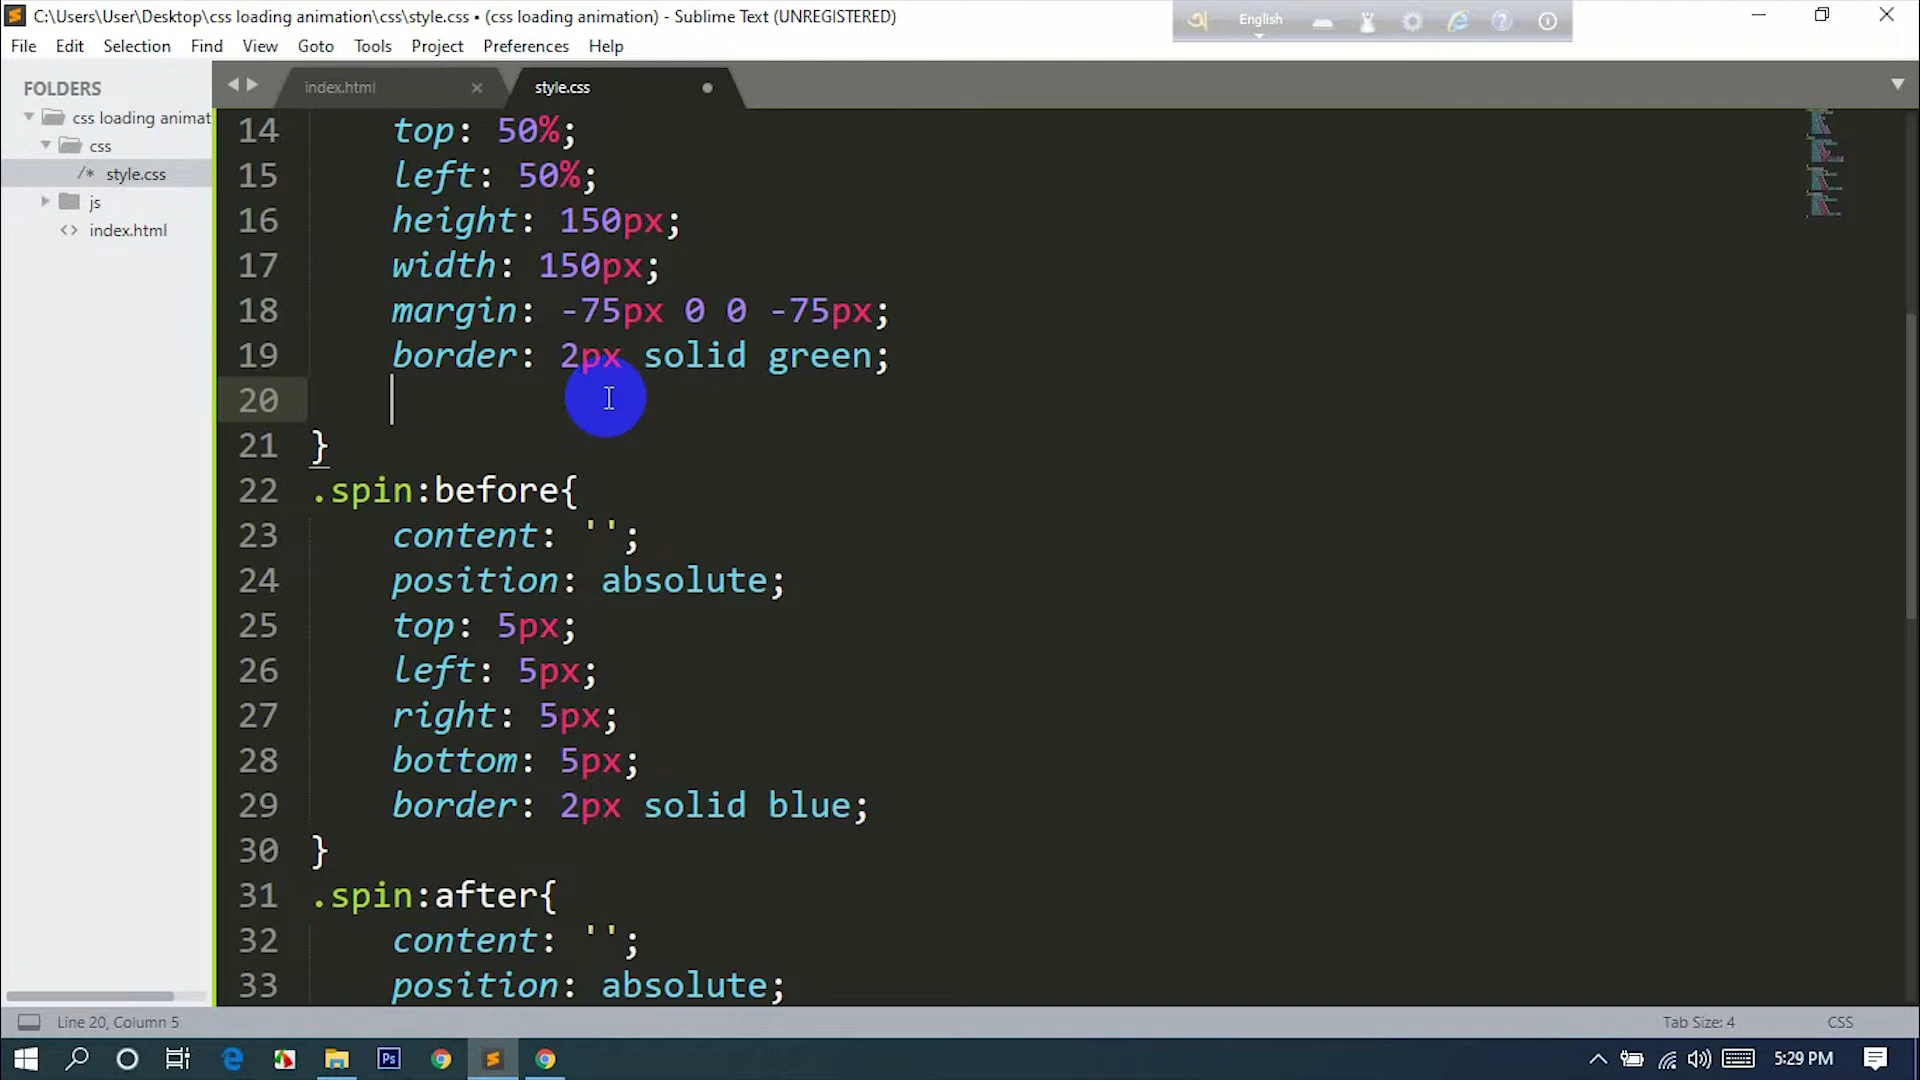 C:\Users\User\Desktop\css loading animation\css\style.css • (css loading animation) - Sublime Text (UNREGISTERED)
English
File Edit Selection Find View Goto Tools Project Preferences Help
FOLDERS
css loading animat
css
/* style.css
js
<> index.html
index.html ×
style.css
14 top: 50%;
15 left: 50%;
16 height: 150px;
17 width: 150px;
18 margin: -75px 0 0 -75px;
19 border: 2px solid green;
20
21 }
22 .spin:before{
23 content: '';
24 position: absolute;
25 top: 5px;
26 left: 5px;
27 right: 5px;
28 bottom: 5px;
29 border: 2px solid blue;
30 }
31 .spin:after{
32 content: '';
33 position: absolute;
Line 20, Column 5
Tab Size: 4
CSS
Ps
5:29 PM